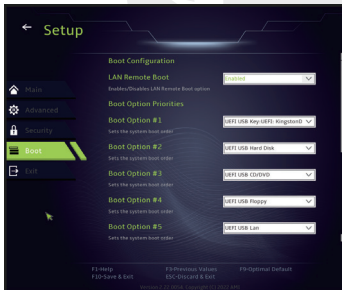 Setup
Boot Configuration
LAN Remote Boot
Enabled
Enables/Disables LAN Remote Boot option
Main
Boot Option Priorities
Advanced
Boot Option #1
UEFI USB Key:UEFI: KingstonD
Sets the system boot order
Security
Boot Option #2
UEFI USB Hard Disk
Sets the system boot order
Boot
Boot Option #3
UEFI USB CD/DVD
Sets the system boot order
Exit
Boot Option #4
UEFI USB Floppy
Sets the system boot order
Boot Option #5
UEFI USB Lan
Sets the system boot order
F1-Help F3-Previous Values F9-Optimal Default
F10-Save & Exit ESC-Discard & Exit